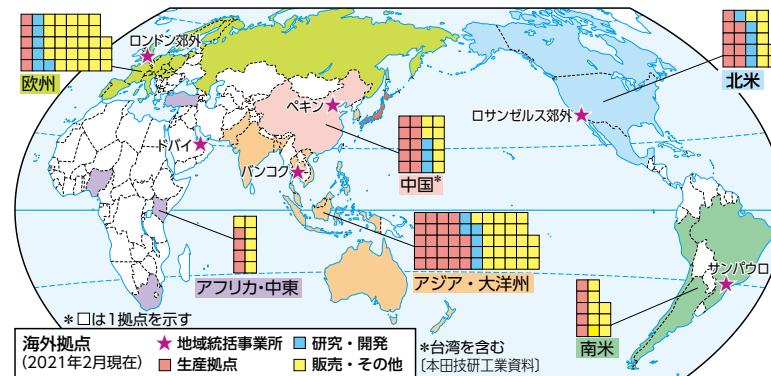 ロンドン郊外
欧州
北米
ペキン
ロサンゼルス郊外
ドバイ
バンコク
中国*
アフリカ・中東
アジア・大洋州
サンパウロ
南米
*□は1拠点を示す
海外拠点
(2021年2月現在)
★地域統括事業所
研究・開発
生産拠点
販売・その他
*台湾を含む
〔本田技研工業資料〕